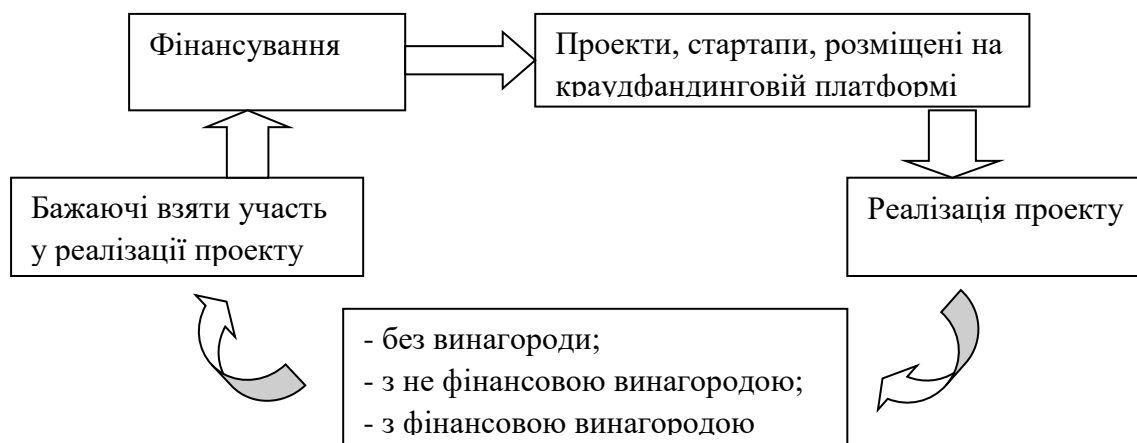 Фінансування
Проекти, стартапи, розміщені на
краудфандинговій платформі
Бажаючі взяти участь
у реалізації проекту
Реалізація проекту
- без винагороди;
- з не фінансовою винагородою;
- з фінансовою винагородою